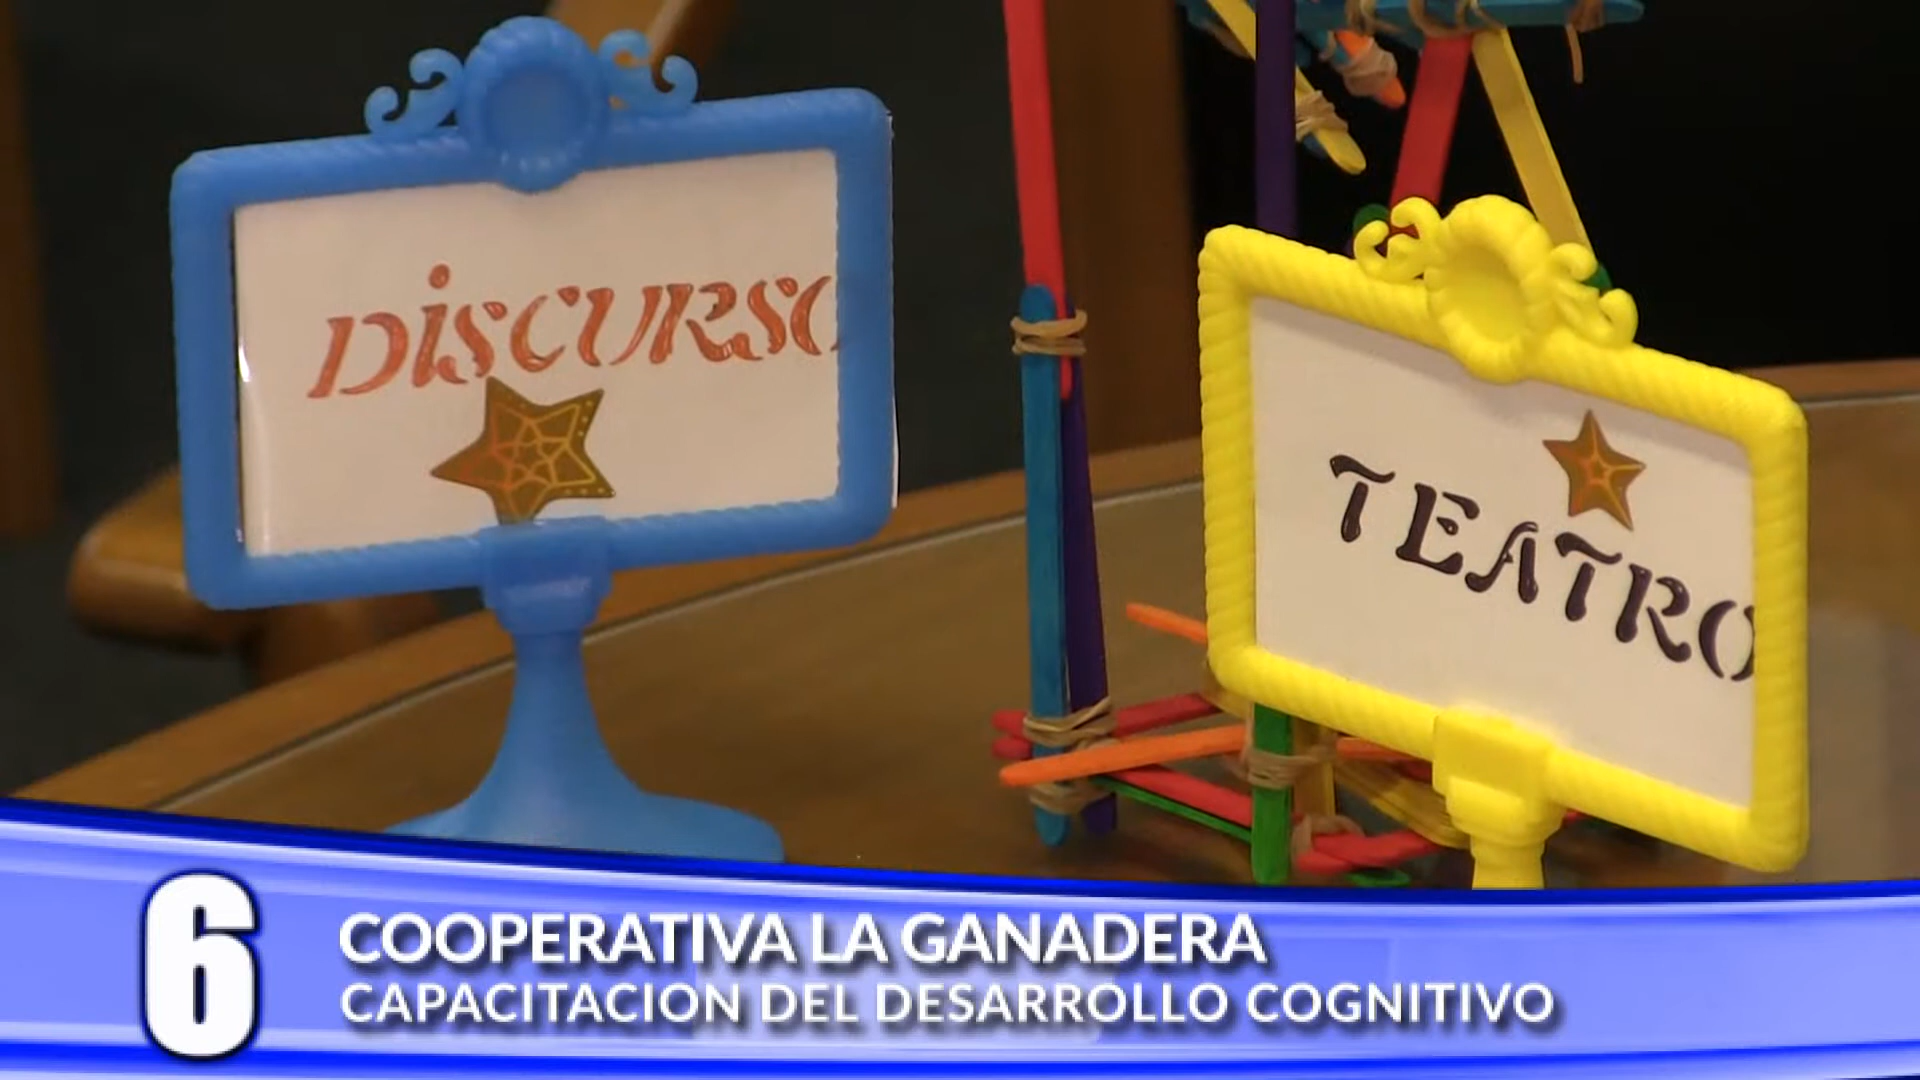 DiSCURSO
TEATRO
6
COOPERATIVA LA GANADERA
CAPACITACION DEL DESARROLLO COGNITIVO